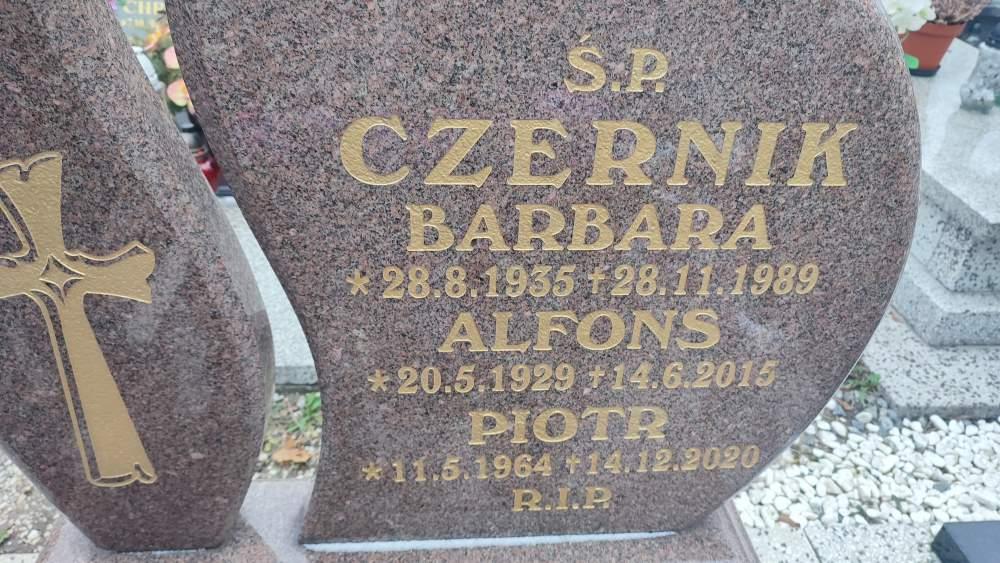 Ś.P.
CZERNIK
BARBARA
* 28.8.1935 † 28.11.1989
ALFONS
* 20.5.1929 † 14.6.2015
PIOTR
* 11.5.1964 † 14.12.2020
R.I.P.